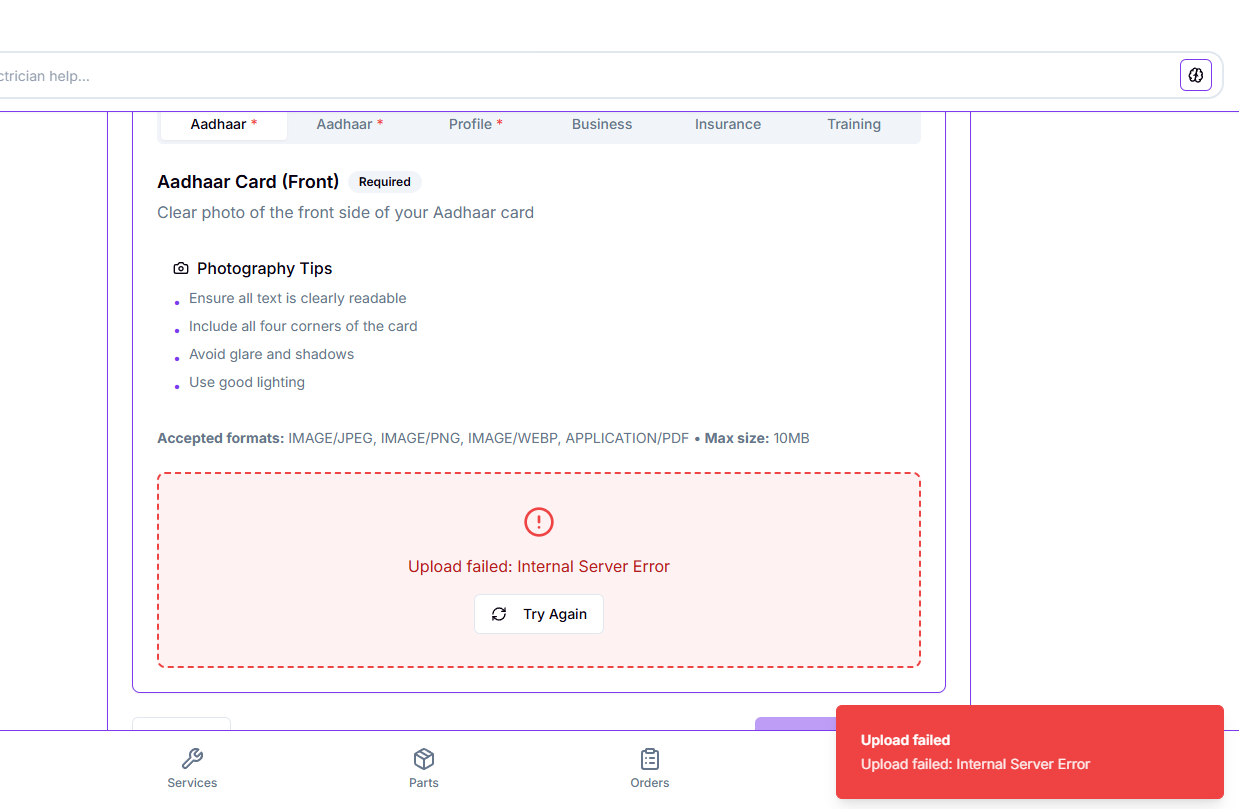 ctrician help...
Aadhaar * Aadhaar * Profile * Business Insurance Training
Aadhaar Card (Front) Required
Clear photo of the front side of your Aadhaar card
Photography Tips
• Ensure all text is clearly readable
• Include all four corners of the card
• Avoid glare and shadows
• Use good lighting
Accepted formats: IMAGE/JPEG, IMAGE/PNG, IMAGE/WEBP, APPLICATION/PDF • Max size: 10MB
Upload failed: Internal Server Error
Try Again
Upload failed
Upload failed: Internal Server Error
Services Parts Orders